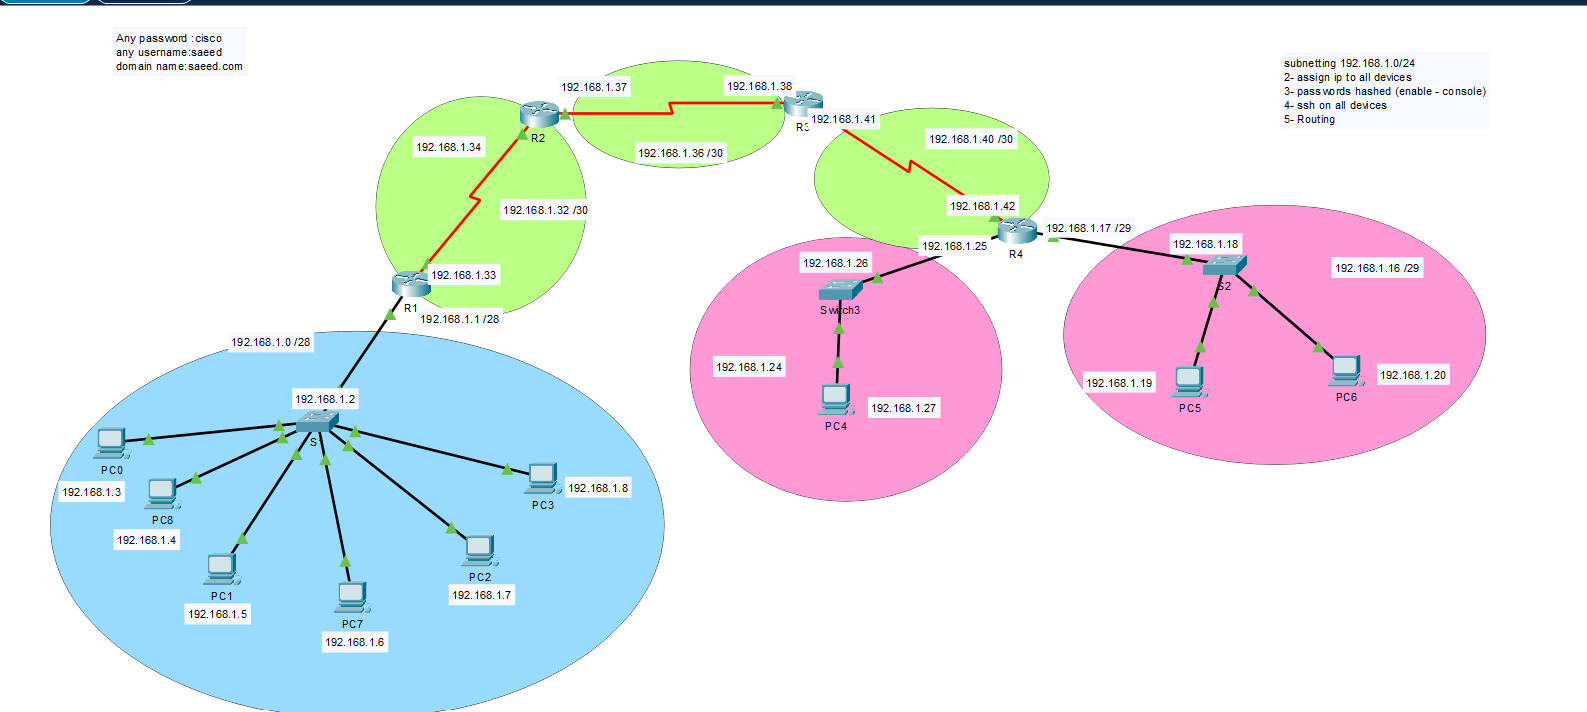 Any password :cisco
any username:saeed
domain name:saeed.com
subnetting 192.168.1.0/24
2- assign ip to all devices
3- passwords hashed (enable - console)
4- ssh on all devices
5- Routing
192.168.1.37
192.168.1.38
R2
R3
192.168.1.41
192.168.1.34
192.168.1.36 /30
192.168.1.40 /30
192.168.1.32 /30
192.168.1.42
192.168.1.17 /29
192.168.1.25
R4
192.168.1.18
192.168.1.26
192.168.1.16 /29
192.168.1.33
S2
R1
192.168.1.1 /28
Switch3
192.168.1.0 /28
192.168.1.24
192.168.1.19
192.168.1.20
192.168.1.2
PC6
PC5
192.168.1.27
PC4
S
PC0
192.168.1.3
PC8
192.168.1.8
PC3
192.168.1.4
PC2
192.168.1.7
PC1
192.168.1.5
PC7
192.168.1.6